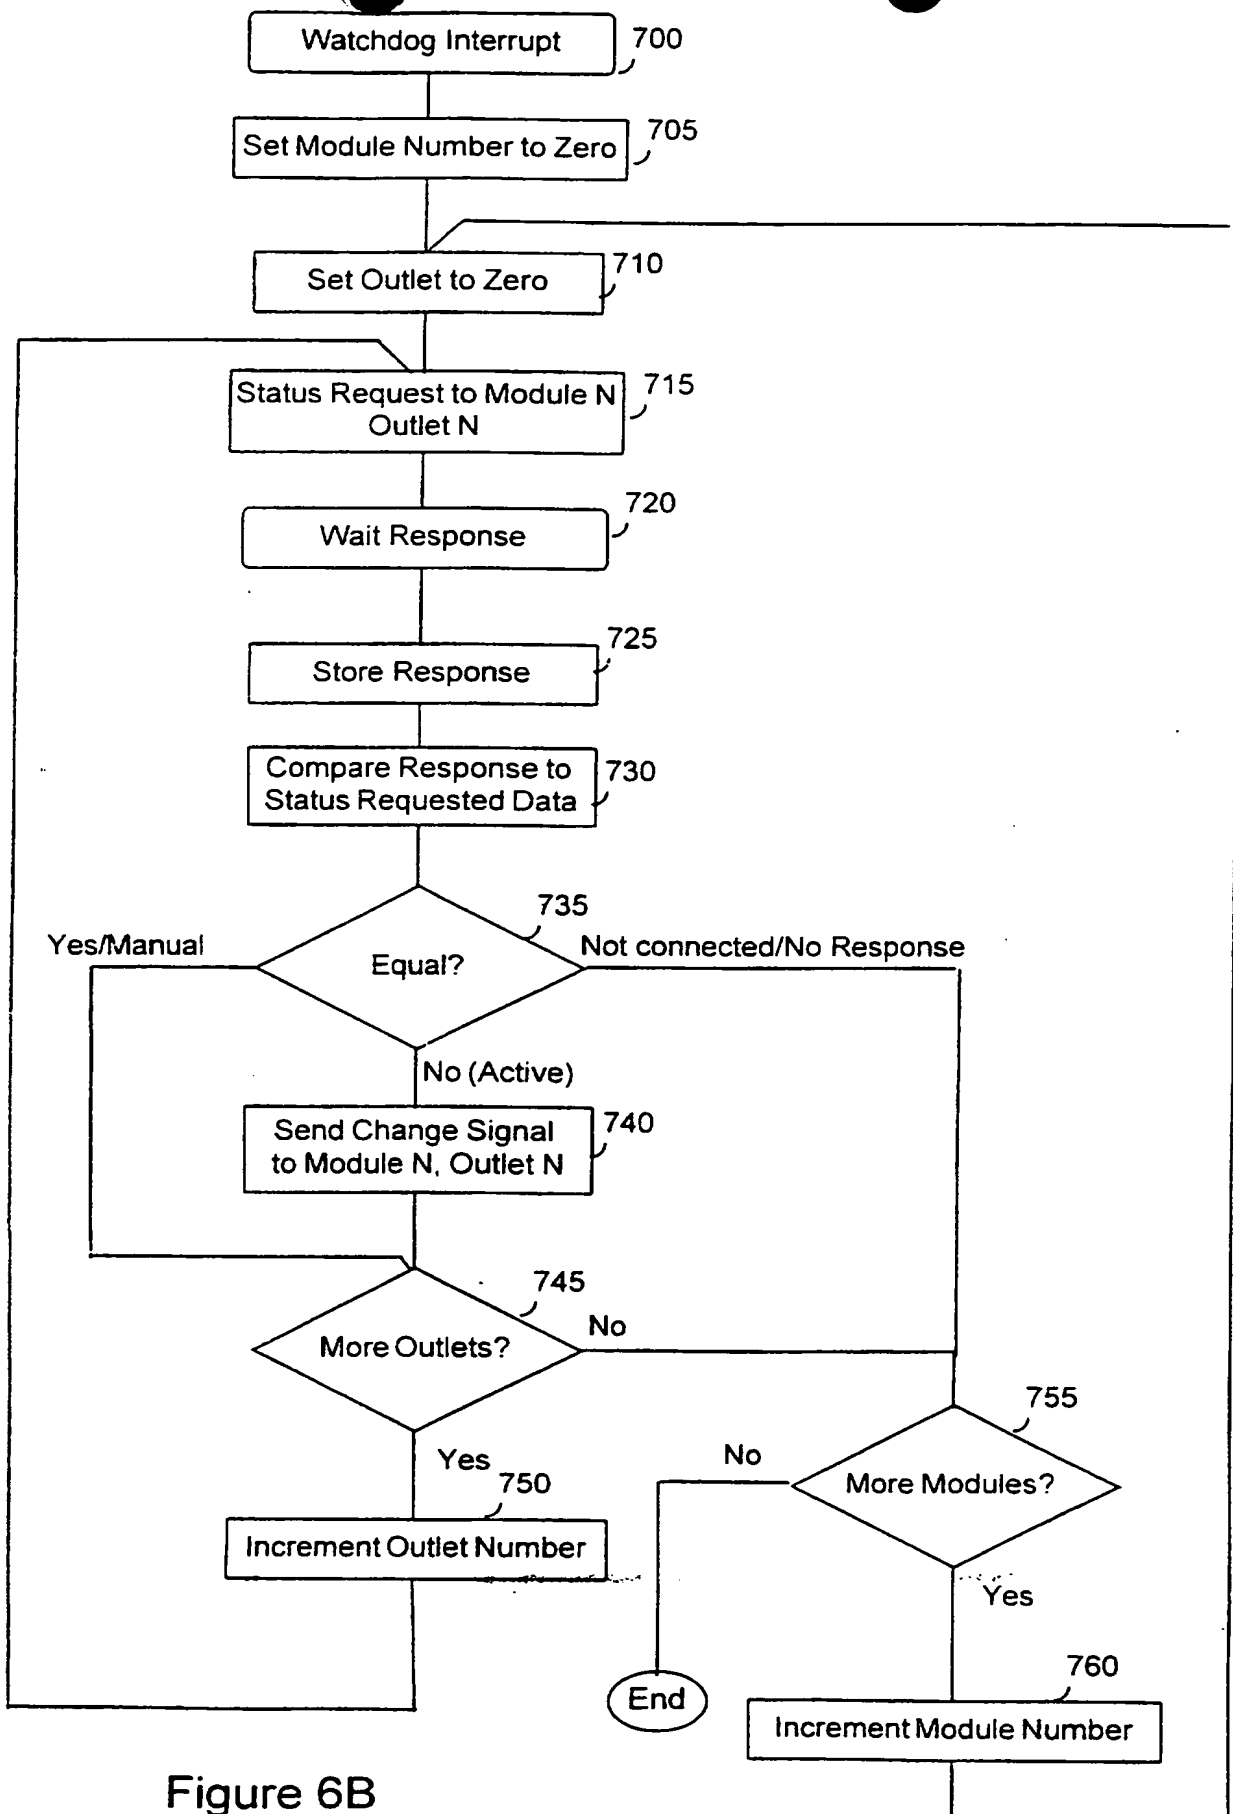 Watchdog Interrupt
700
Set Module Number to Zero
705
Set Outlet to Zero
710
Status Request to Module N
Outlet N
715
Wait Response
720
Store Response
725
Compare Response to
Status Requested Data
730
735
Yes/Manual
Equal?
Not connected/No Response
No (Active)
Send Change Signal
to Module N, Outlet N
740
745
More Outlets?
No
755
Yes
No
More Modules?
750
Increment Outlet Number
Yes
760
End
Increment Module Number
Figure 6B